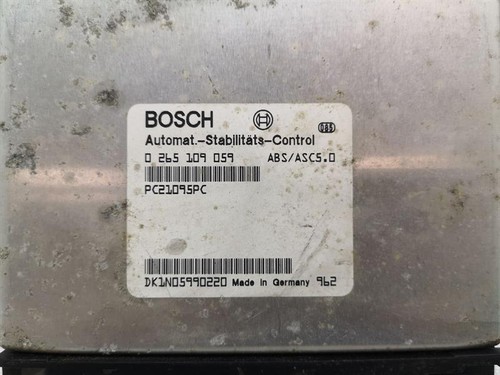 BOSCH
Automat.-Stabilitäts-Control
0 265 109 059 ABS/ASC5.0
PC21095PC
DK1N05990220 Made in Germany 962